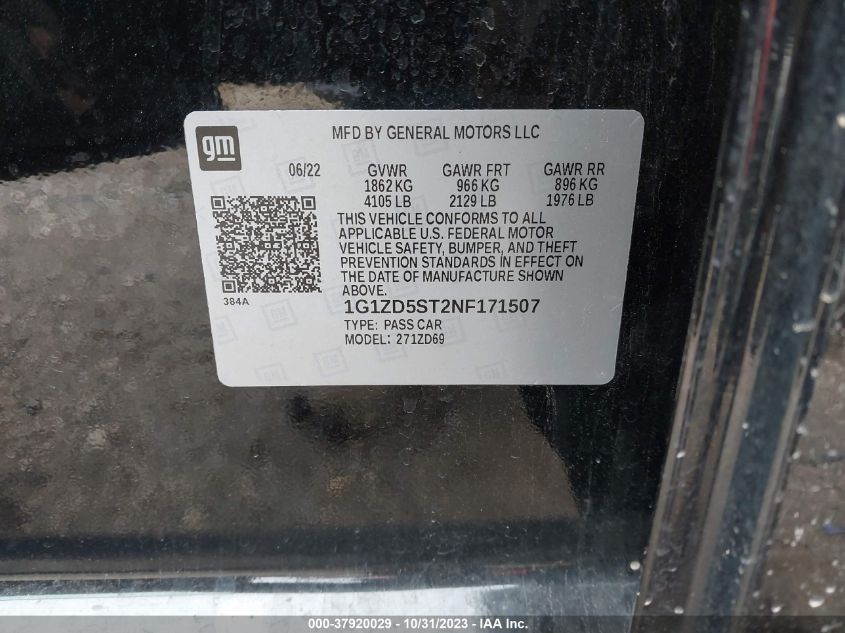 gm
MFD BY GENERAL MOTORS LLC
06/22 GVWR GAWR FRT GAWR RR
1862 KG 966 KG 896 KG
4105 LB 2129 LB 1976 LB
THIS VEHICLE CONFORMS TO ALL
APPLICABLE U.S. FEDERAL MOTOR
VEHICLE SAFETY, BUMPER, AND THEFT
PREVENTION STANDARDS IN EFFECT ON
THE DATE OF MANUFACTURE SHOWN
ABOVE.
384A
1G1ZD5ST2NF171507
TYPE: PASS CAR
MODEL: 271ZD69
000-37920029 - 10/31/2023 - IAAI.com